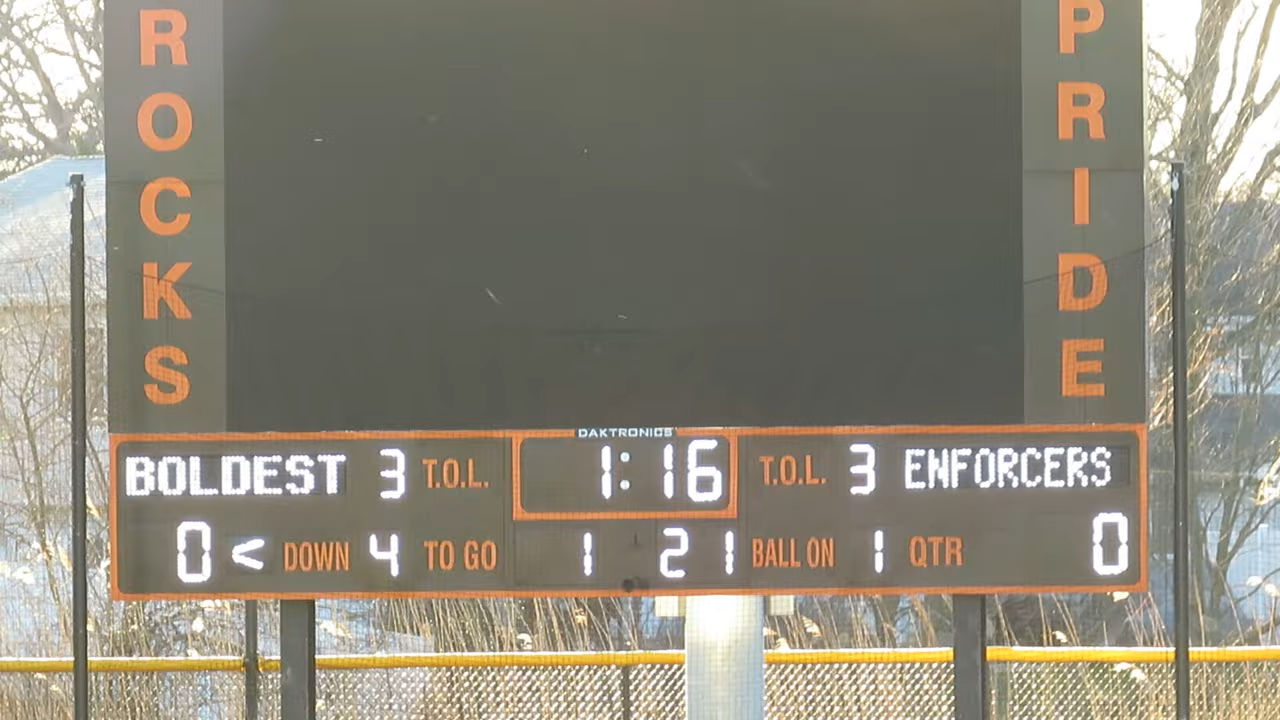 ROCKS
PRIDE
DAKTRONICS
BOLDEST 3 T.O.L. 1:16 T.O.L. 3 ENFORCERS
0 < DOWN 4 TO GO 1 21 BALL ON 1 QTR 0